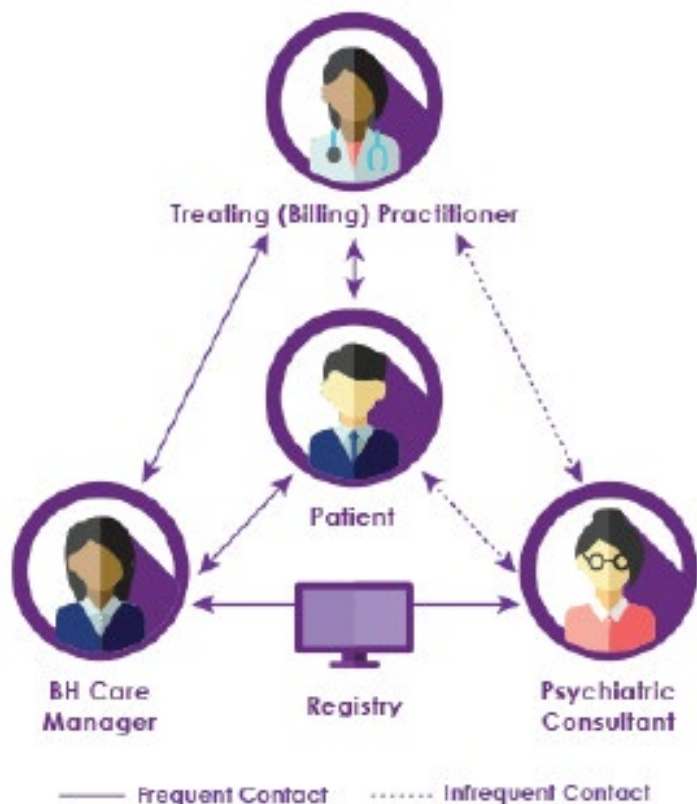 Treating (Billing) Practitioner
Patient
BH Care
Manager
Registry
Psychiatric
Consultant
Frequent Contact
Infrequent Contact